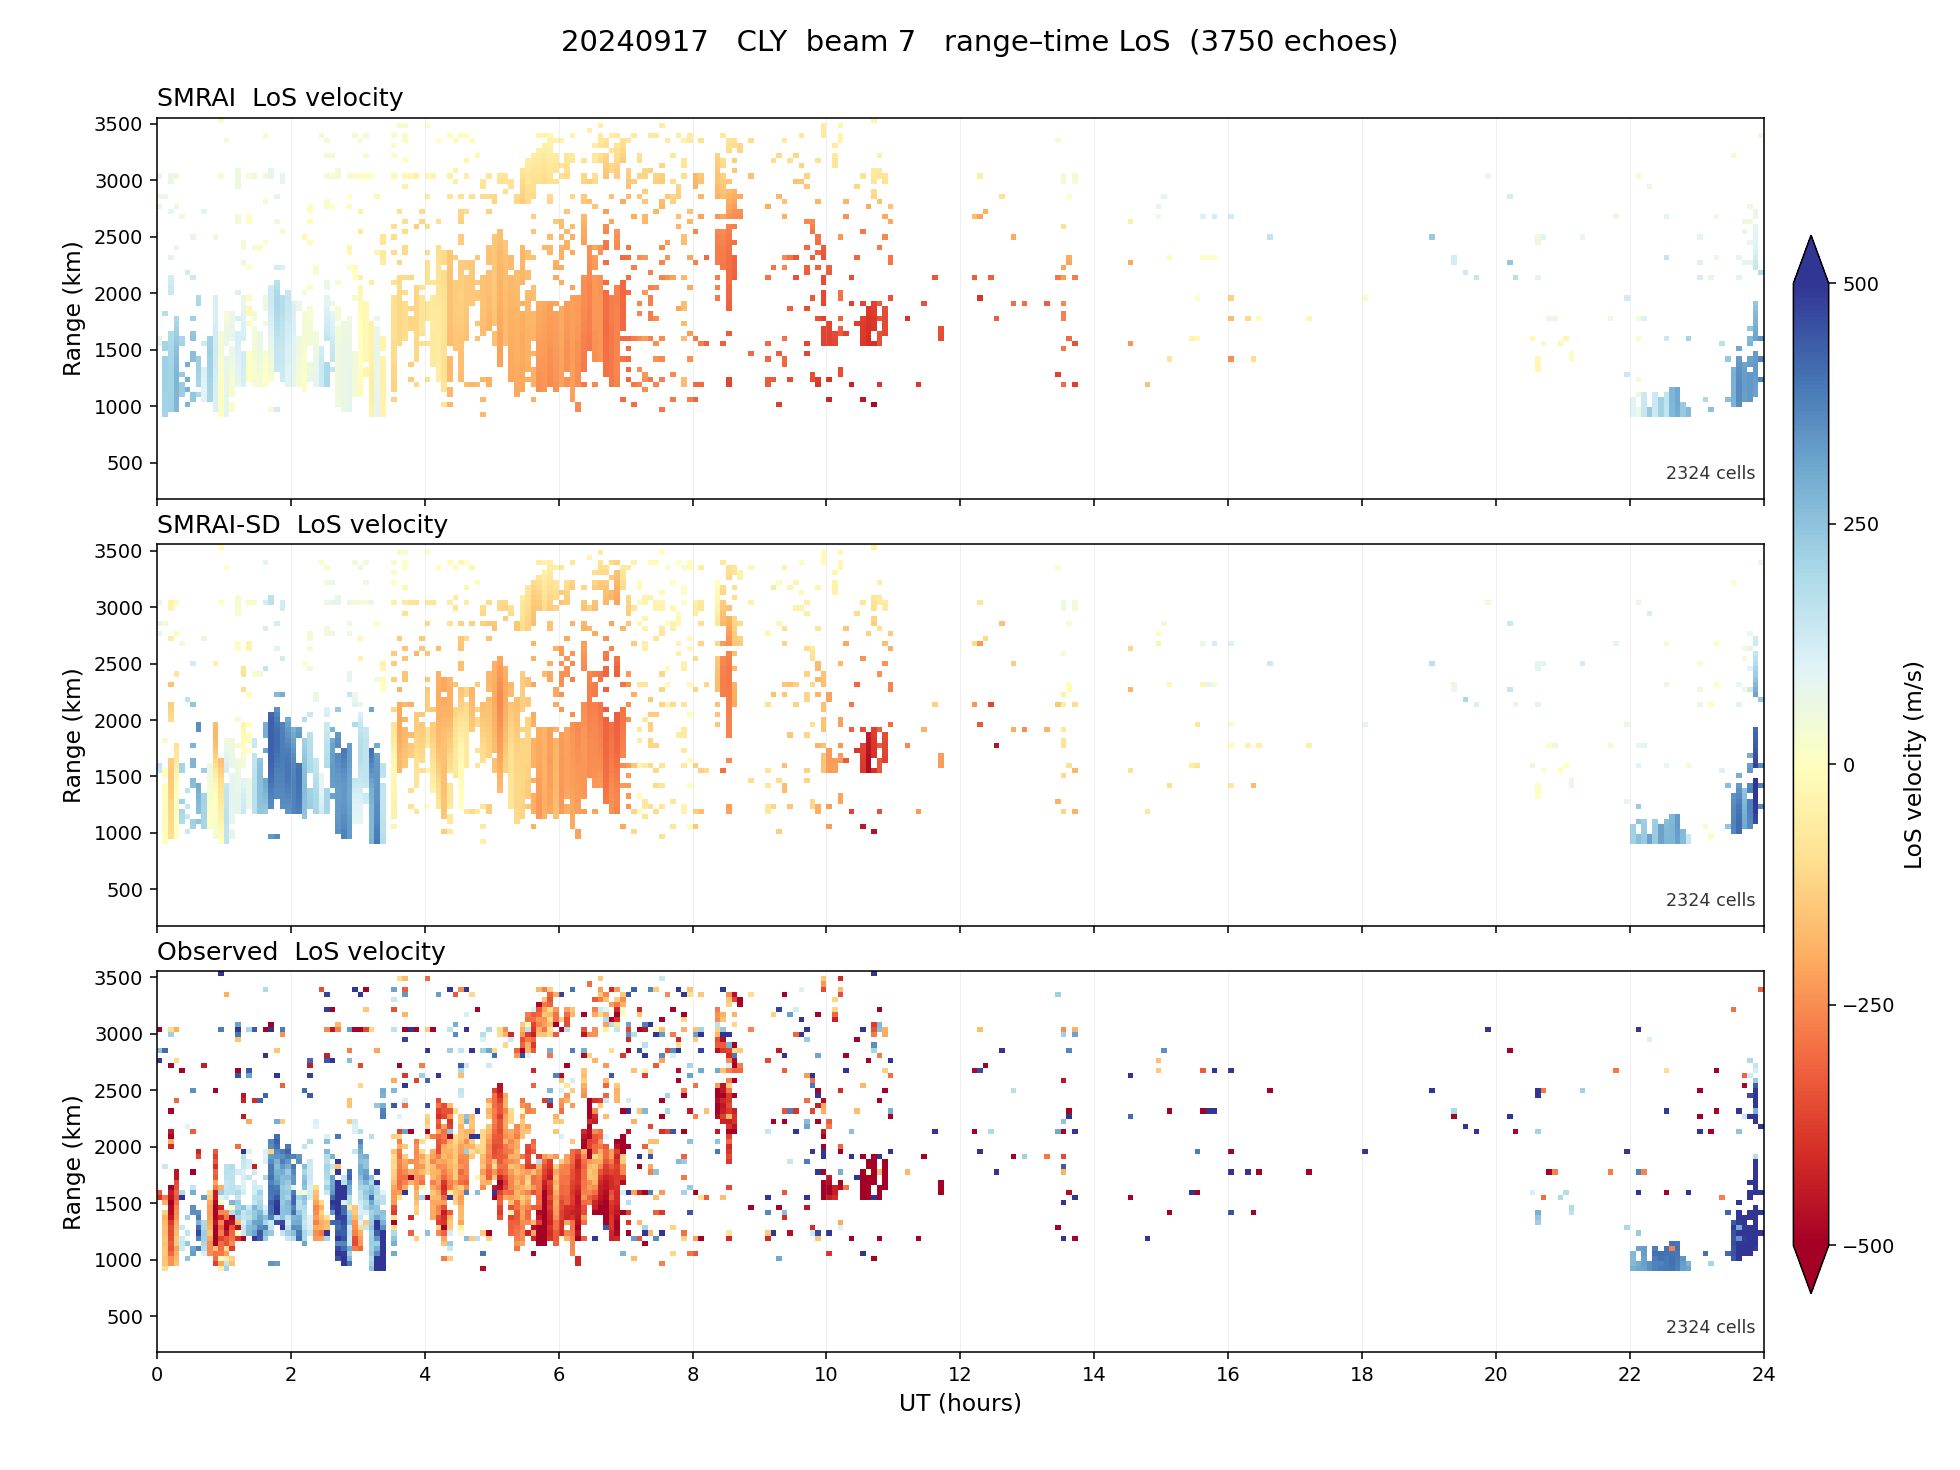 20240917   CLY  beam 7   range–time LoS  (3750 echoes)
SMRAI  LoS velocity
3500
3000
2500
2000
1500
1000
500
Range (km)
2324 cells
SMRAI-SD  LoS velocity
3500
3000
2500
2000
1500
1000
500
Range (km)
2324 cells
Observed  LoS velocity
3500
3000
2500
2000
1500
1000
500
Range (km)
2324 cells
0 2 4 6 8 10 12 14 16 18 20 22 24
UT (hours)
500
250
0
−250
−500
LoS velocity (m/s)